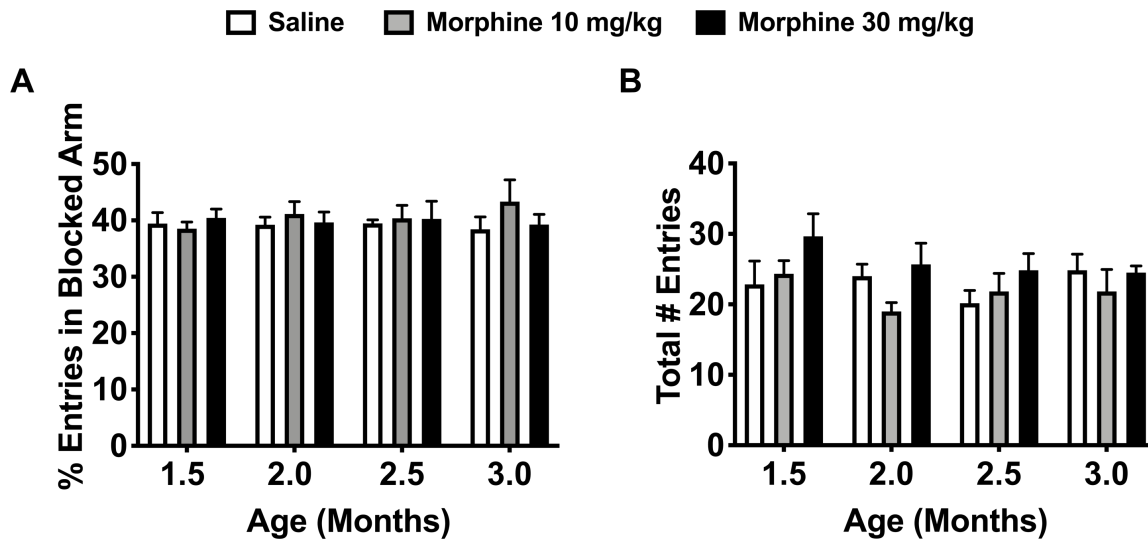 Saline Morphine 10 mg/kg Morphine 30 mg/kg
A
% Entries in Blocked Arm
50
40
30
20
10
0
1.5 2.0 2.5 3.0
Age (Months)
B
Total # Entries
40
30
20
10
0
1.5 2.0 2.5 3.0
Age (Months)